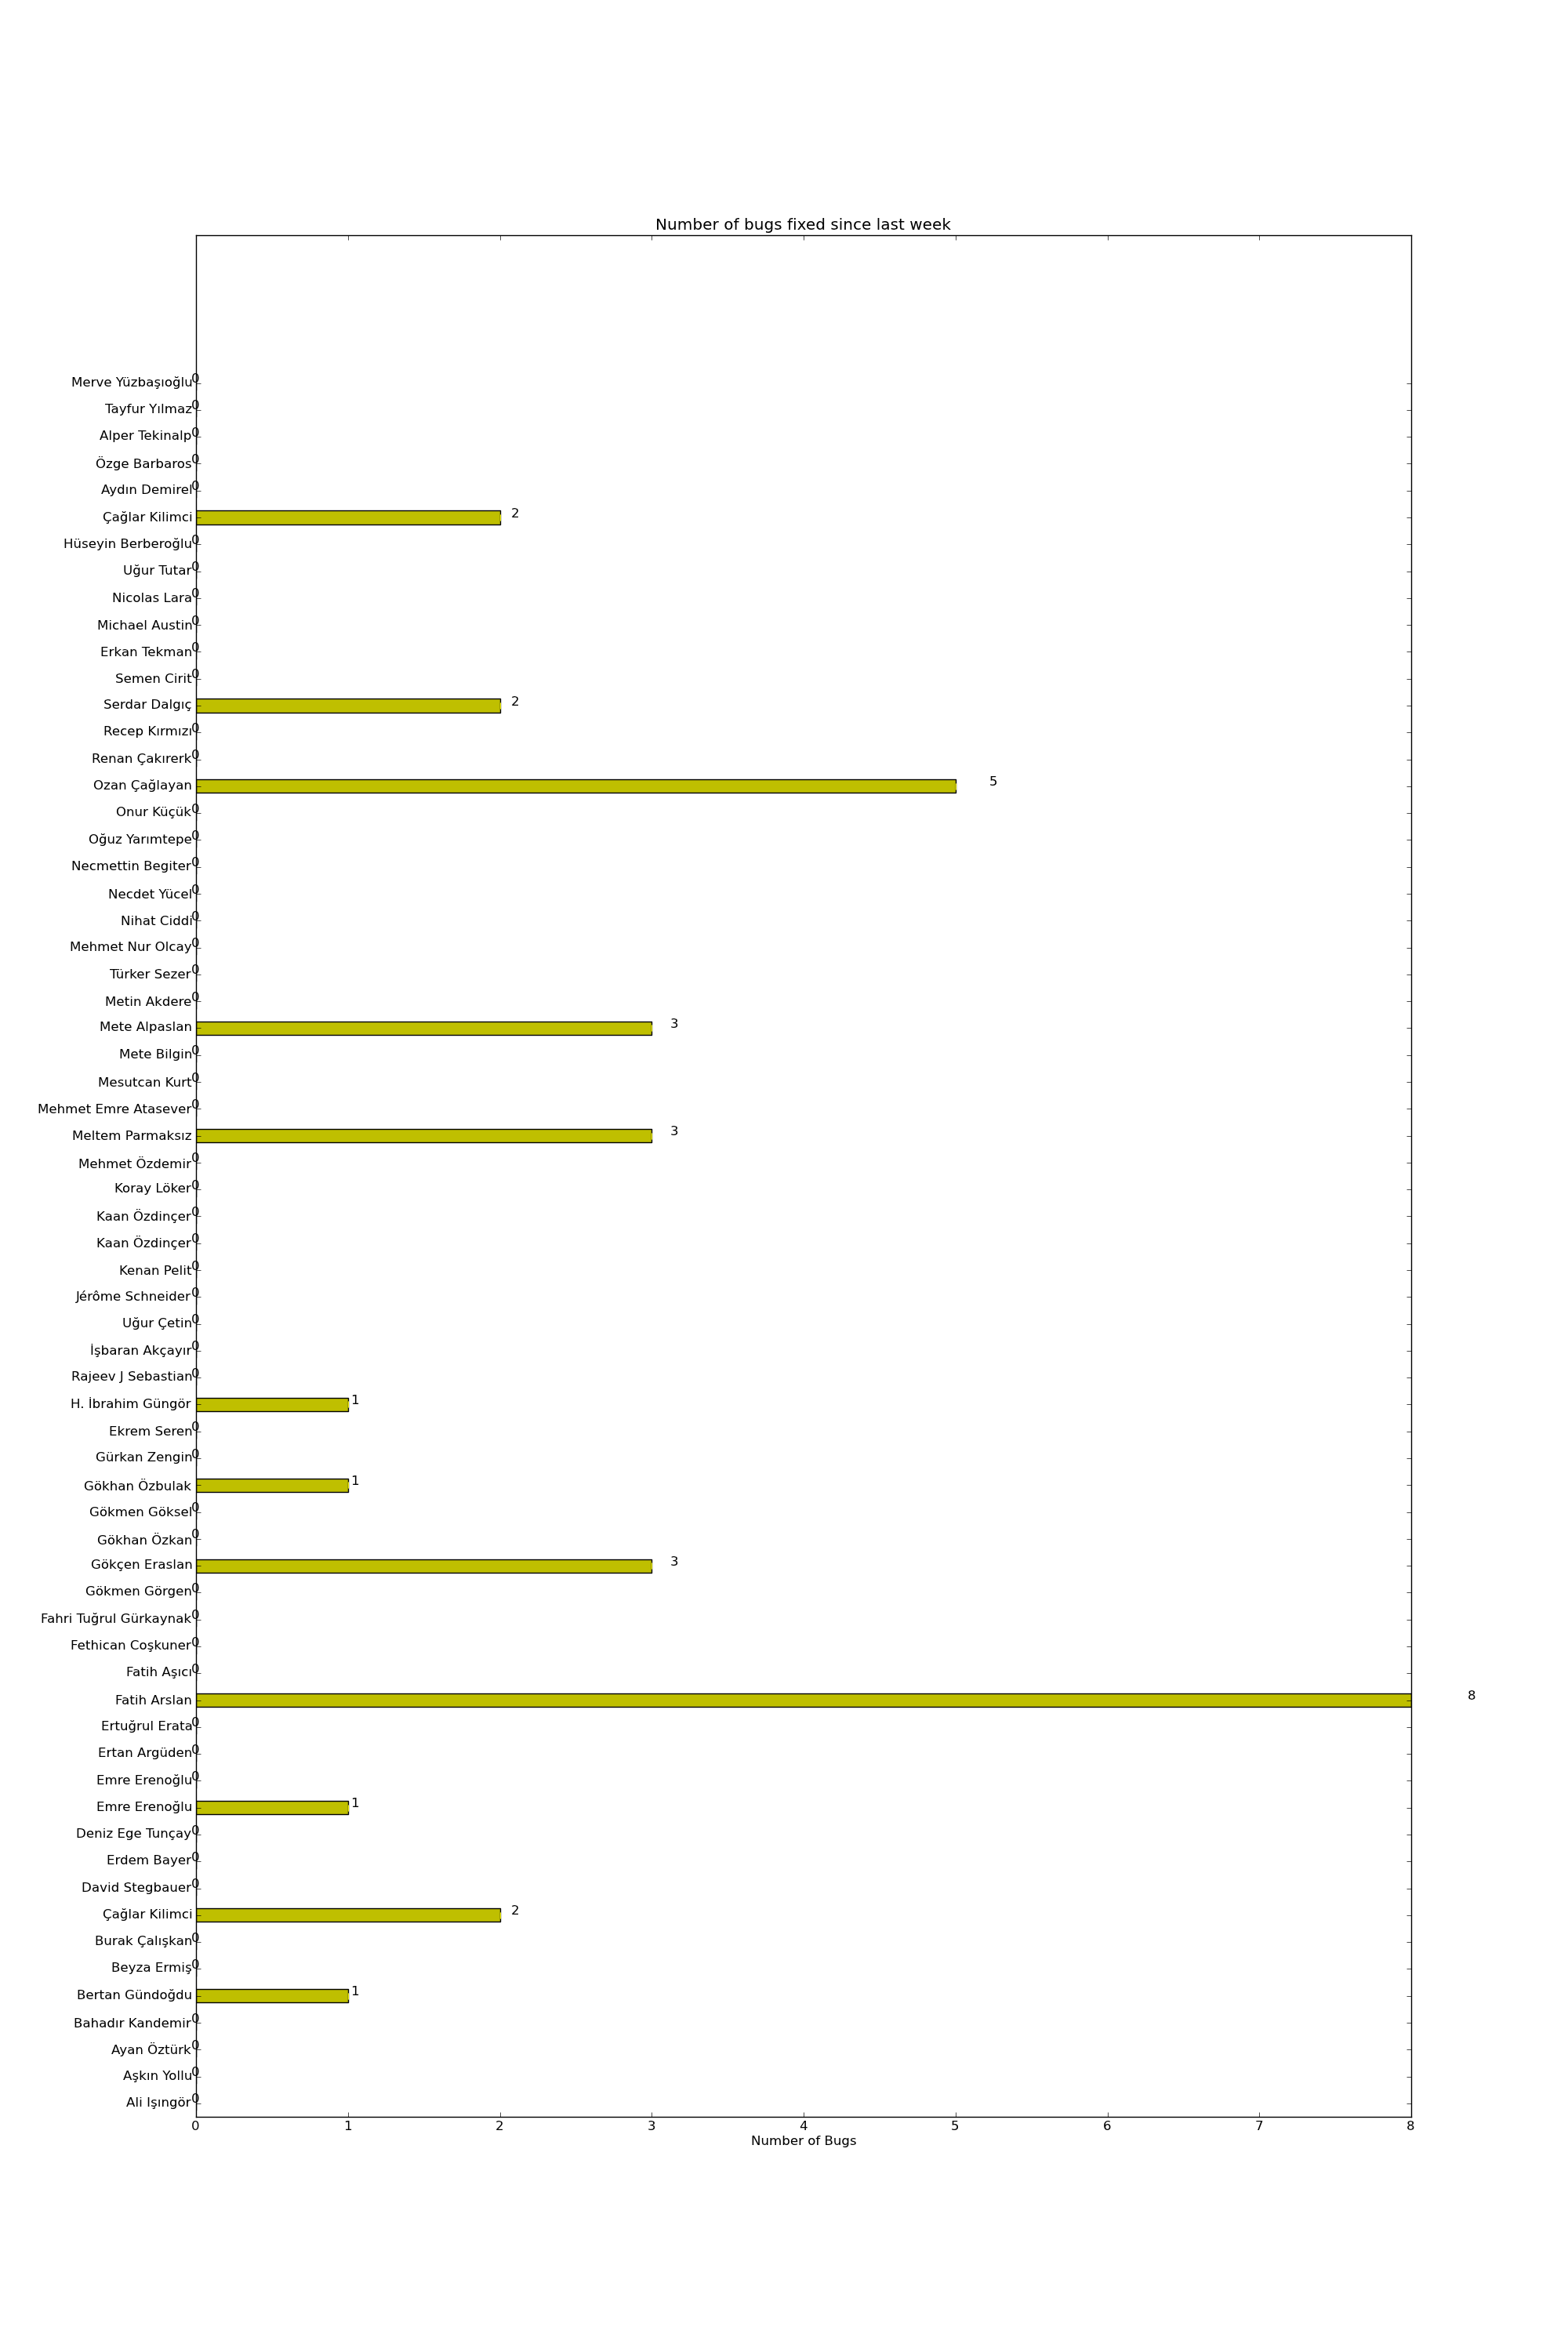 Number of bugs fixed since last week
Merve Yüzbaşıoğlu 0
Tayfur Yılmaz 0
Alper Tekinalp 0
Özge Barbaros 0
Aydın Demirel 0
Çağlar Kilimci 2
Hüseyin Berberoğlu 0
Uğur Tutar 0
Nicolas Lara 0
Michael Austin 0
Erkan Tekman 0
Semen Cirit 0
Serdar Dalgıç 2
Recep Kırmızı 0
Renan Çakırerk 0
Ozan Çağlayan 5
Onur Küçük 0
Oğuz Yarımtepe 0
Necmettin Begiter 0
Necdet Yücel 0
Nihat Ciddi 0
Mehmet Nur Olcay 0
Türker Sezer 0
Metin Akdere 0
Mete Alpaslan 3
Mete Bilgin 0
Mesutcan Kurt 0
Mehmet Emre Atasever 0
Meltem Parmaksız 3
Mehmet Özdemir 0
Koray Löker 0
Kaan Özdinçer 0
Kaan Özdinçer 0
Kenan Pelit 0
Jérôme Schneider 0
Uğur Çetin 0
İşbaran Akçayır 0
Rajeev J Sebastian 0
H. İbrahim Güngör 1
Ekrem Seren 0
Gürkan Zengin 0
Gökhan Özbulak 1
Gökmen Göksel 0
Gökhan Özkan 0
Gökçen Eraslan 3
Gökmen Görgen 0
Fahri Tuğrul Gürkaynak 0
Fethican Coşkuner 0
Fatih Aşıcı 0
Fatih Arslan 8
Ertuğrul Erata 0
Ertan Argüden 0
Emre Erenoğlu 0
Emre Erenoğlu 1
Deniz Ege Tunçay 0
Erdem Bayer 0
David Stegbauer 0
Çağlar Kilimci 2
Burak Çalışkan 0
Beyza Ermiş 0
Bertan Gündoğdu 1
Bahadır Kandemir 0
Ayan Öztürk 0
Aşkın Yollu 0
Ali Işıngör 0
0 1 2 3 4 5 6 7 8
Number of Bugs